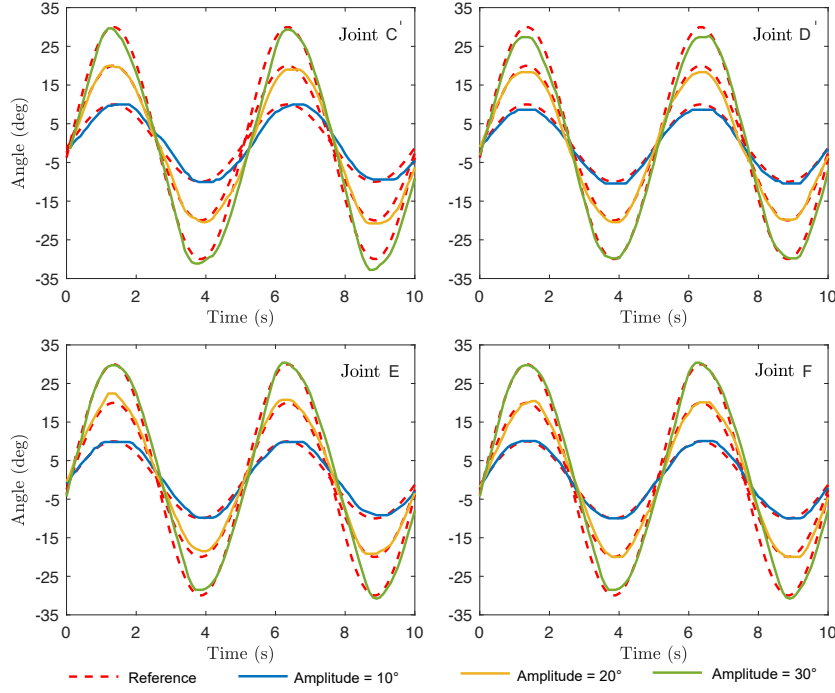 Joint C'
35
25
15
5
-5
-15
-25
-35
Angle (deg)
0 2 4 6 8 10
Time (s)
Joint D'
35
25
15
5
-5
-15
-25
-35
0 2 4 6 8 10
Time (s)
Joint E
35
25
15
5
-5
-15
-25
-35
Angle (deg)
0 2 4 6 8 10
Time (s)
Joint F
35
25
15
5
-5
-15
-25
-35
0 2 4 6 8 10
Time (s)
Reference Amplitude = 10° Amplitude = 20° Amplitude = 30°